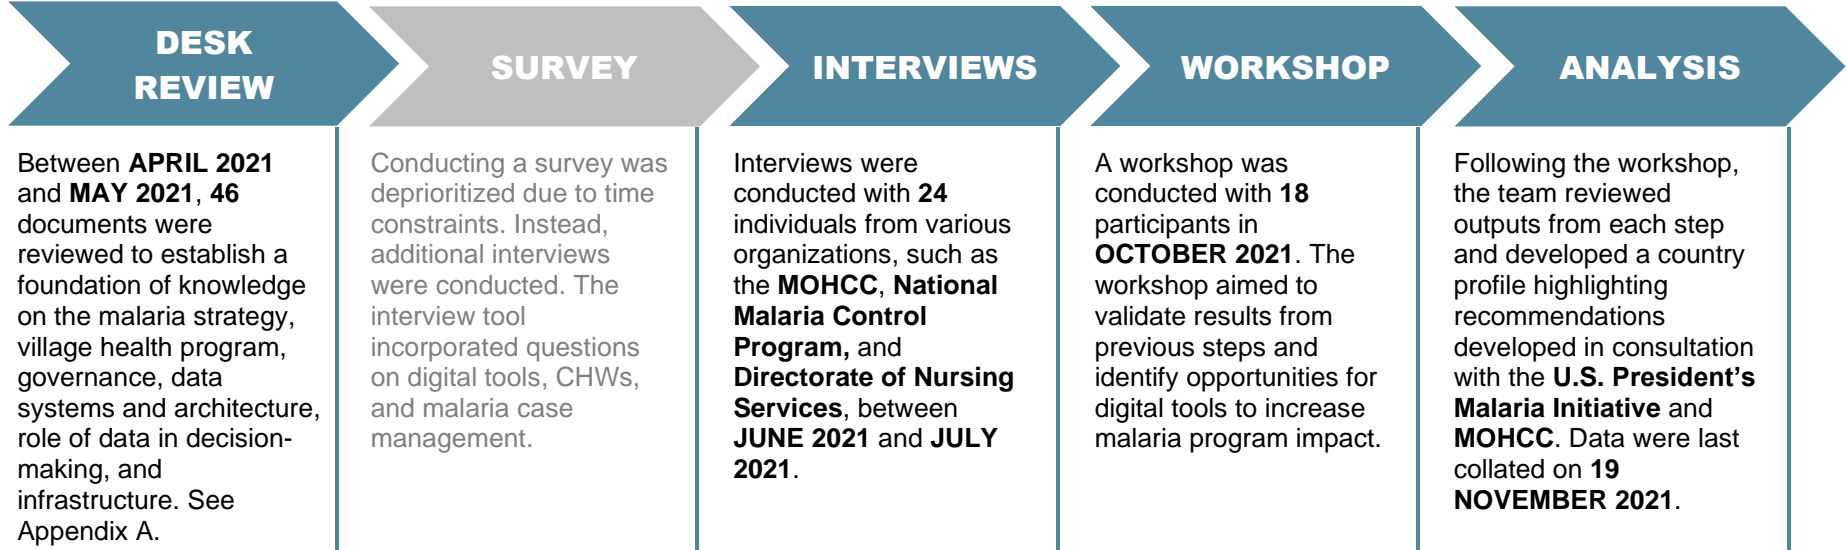 DESK
REVIEW
Between APRIL 2021
and MAY 2021, 46
documents were
reviewed to establish a
foundation of knowledge
on the malaria strategy,
village health program,
governance, data
systems and architecture,
role of data in decision-
making, and
infrastructure. See
Appendix A.
SURVEY
Conducting a survey was
deprioritized due to time
constraints. Instead,
additional interviews
were conducted. The
interview tool
incorporated questions
on digital tools, CHWs,
and malaria case
management.
INTERVIEWS
Interviews were
conducted with 24
individuals from various
organizations, such as
the MOHCC, National
Malaria Control
Program, and
Directorate of Nursing
Services, between
JUNE 2021 and JULY
2021.
WORKSHOP
A workshop was
conducted with 18
participants in
OCTOBER 2021. The
workshop aimed to
validate results from
previous steps and
identify opportunities for
digital tools to increase
malaria program impact.
ANALYSIS
Following the workshop,
the team reviewed
outputs from each step
and developed a country
profile highlighting
recommendations
developed in consultation
with the U.S. President’s
Malaria Initiative and
MOHCC. Data were last
collated on 19
NOVEMBER 2021.